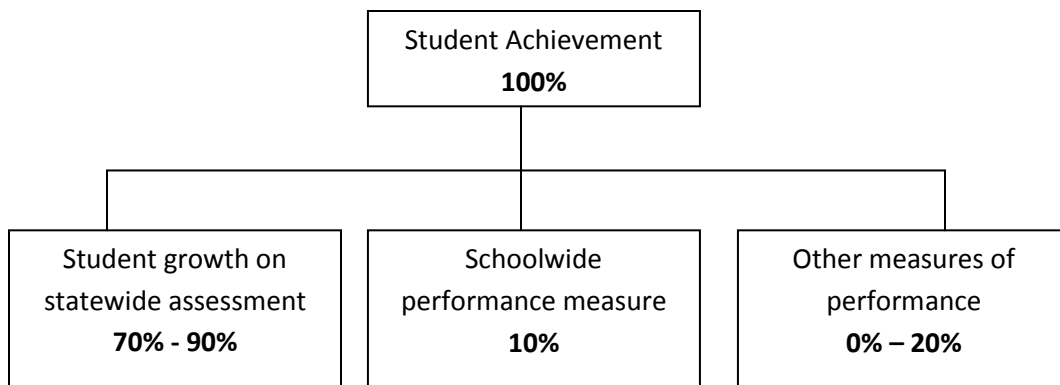 Student Achievement
100%
Student growth on
statewide assessment
70% - 90%
Schoolwide
performance measure
10%
Other measures of
performance
0% – 20%